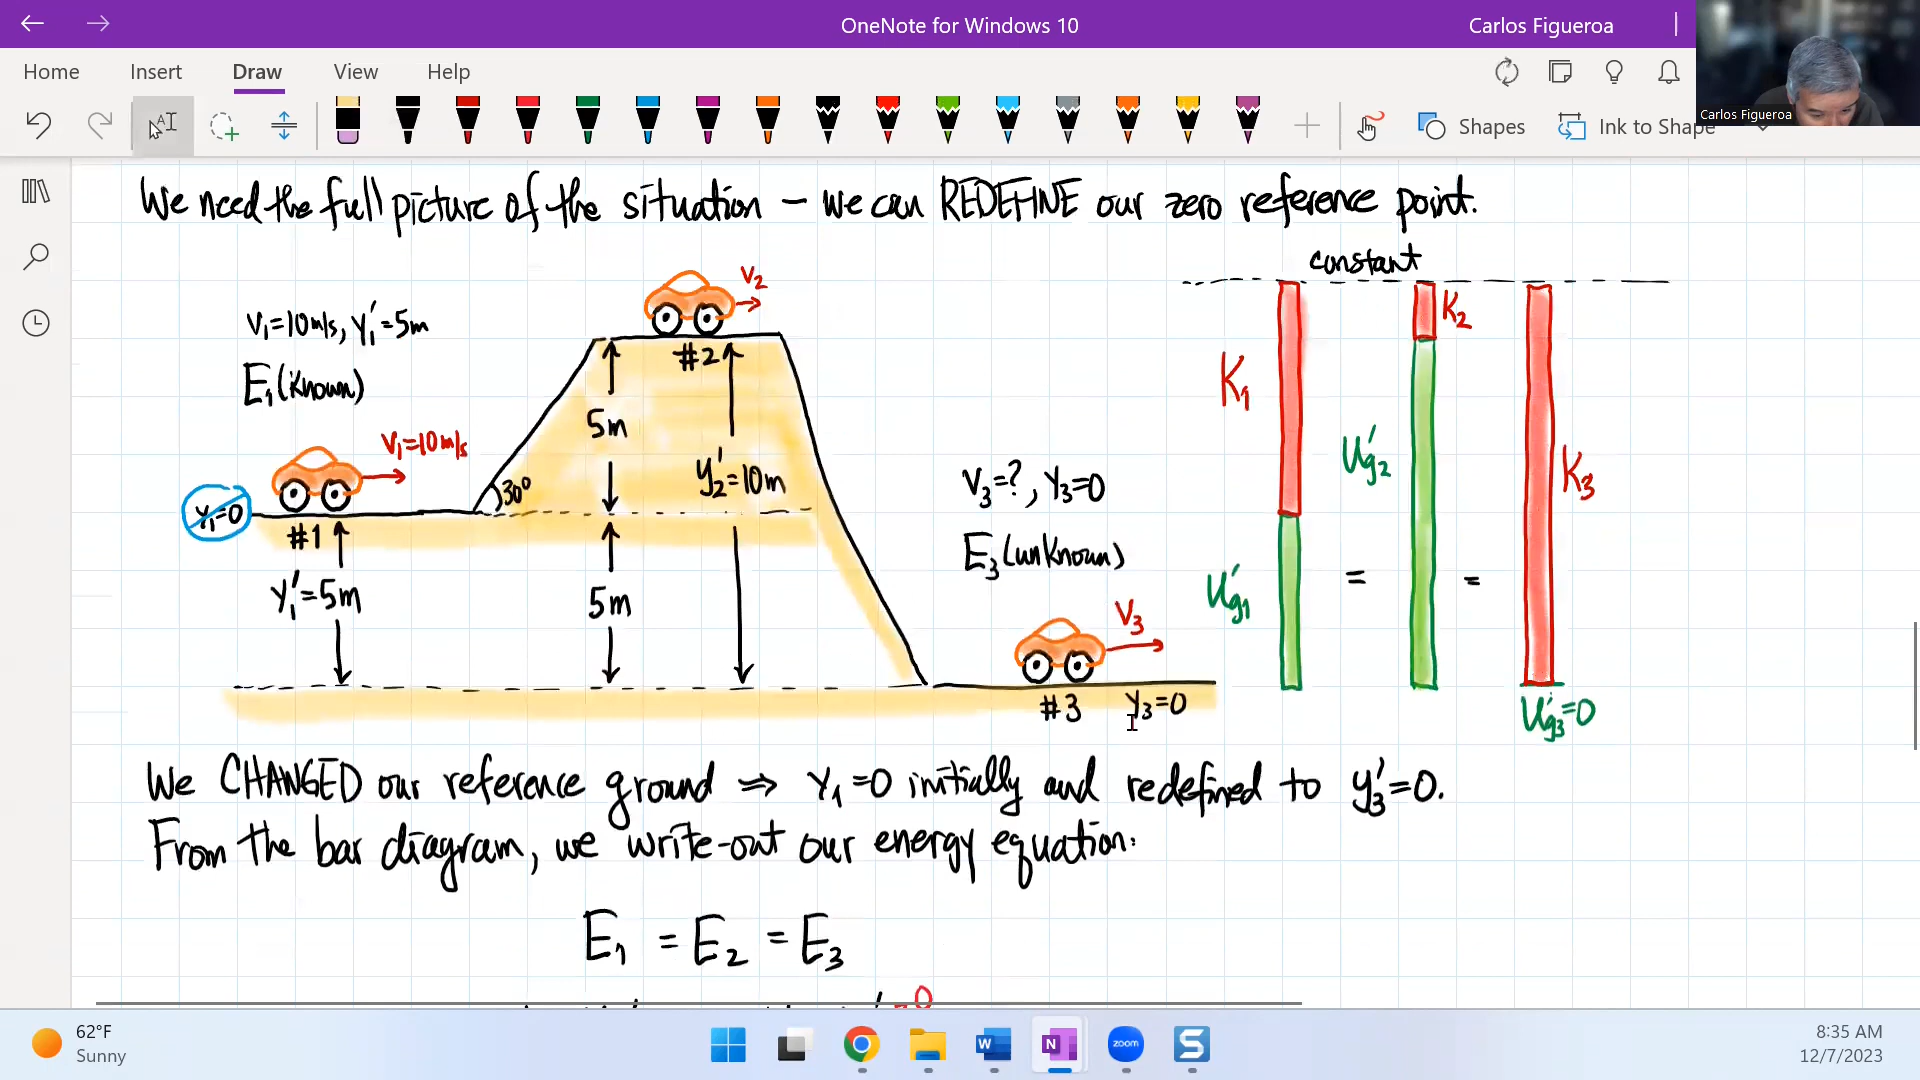 OneNote for Windows 10
Carlos Figueroa
Home Insert Draw View Help
Shapes
Ink to Shape
Carlos Figueroa
We need the full picture of the situation – we can REDEFINE our zero reference point.
constant
V₂
V₁=10m/s, y₁'=5m
K₂
#2
E₁(known)
K₁
5m
V₁=10m/s
Ug₂'
y₂'=10m
V₃=?, y₃=0
K₃
30°
y₁=0
#1
E₃(unknown)
=
=
y₁'=5m
5m
Ug₁'
V₃
#3 y₃=0
Ug₃'=0
We CHANGED our reference ground ⇒ y₁=0 initially and redefined to y₃'=0.
From the bar diagram, we write-out our energy equation:
E₁ = E₂ = E₃
62°F
Sunny
zoom
8:35 AM
12/7/2023